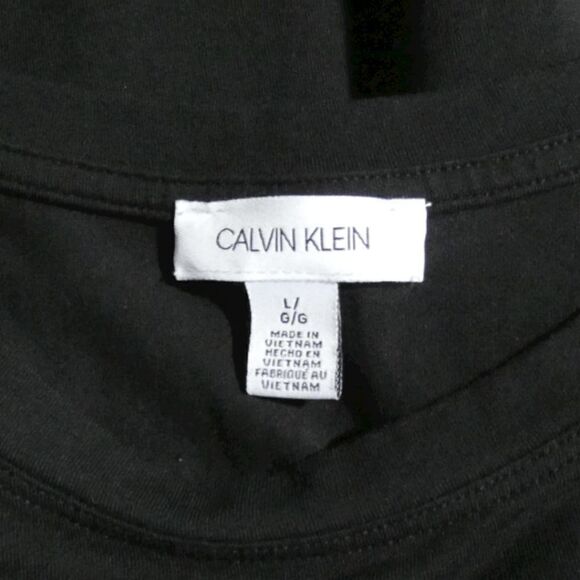 CALVIN KLEIN
L/
G/G
MADE IN
VIETNAM
HECHO EN
VIETNAM
FABRIQUÉ AU
VIETNAM